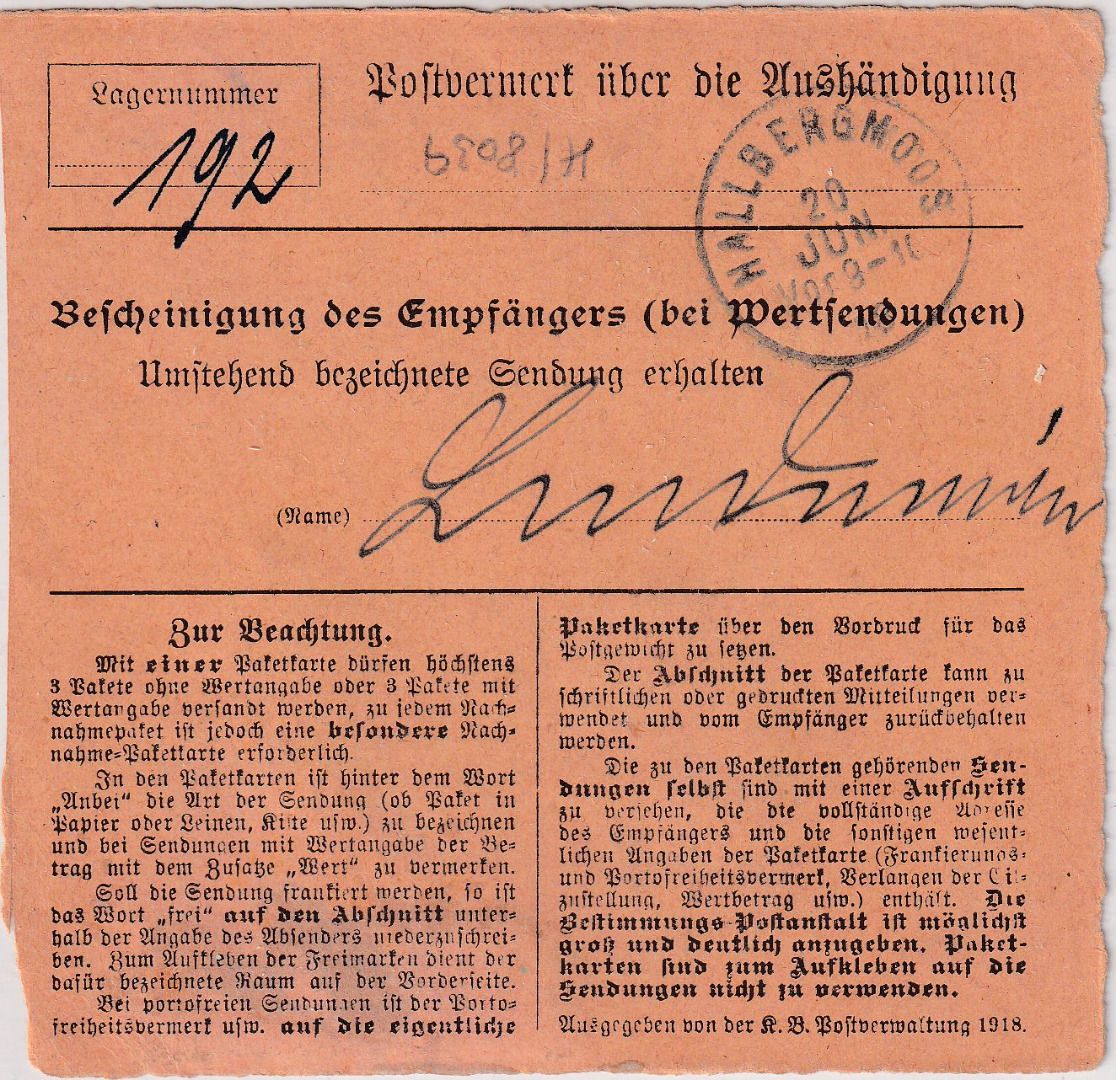 Lagernummer
192
Postvermerk über die Aushändigung
H/8039
HALLBERGMOOS
20
JUN
Vor 9-10
Bescheinigung des Empfängers (bei Wertsendungen)
Umstehend bezeichnete Sendung erhalten
(Name)
Zur Beachtung.
Mit einer Paketkarte dürfen höchstens
3 Pakete ohne Wertangabe oder 3 Pakete mit
Wertangabe versandt werden, zu jedem Nach-
nahmepaket ist jedoch eine besondere Nach-
nahme-Paketkarte erforderlich.
In den Paketkarten ist hinter dem Wort
„Anbei“ die Art der Sendung (ob Paket in
Papier oder Leinen, Kiste usw.) zu bezeichnen
und bei Sendungen mit Wertangabe der Be-
trag mit dem Zusatze „Wert“ zu vermerken.
Soll die Sendung frankiert werden, so ist
das Wort „frei“ auf den Abschnitt unter-
halb der Angabe des Absenders niederzuschrei-
ben. Zum Aufkleben der Freimarken dient der
dafür bezeichnete Raum auf der Vorderseite.
Bei portofreien Sendungen ist der Porto-
freiheitsvermerk usw. auf die eigentliche
Paketkarte über den Vordruck für das
Postgewicht zu setzen.
Der Abschnitt der Paketkarte kann zu
schriftlichen oder gedruckten Mitteilungen ver-
wendet und vom Empfänger zurückbehalten
werden.
Die zu den Paketkarten gehörenden Sen-
dungen selbst sind mit einer Aufschrift
zu versehen, die die vollständige Adresse
des Empfängers und die sonstigen wesent-
lichen Angaben der Paketkarte (Frankierungs-
und Portofreiheitsvermerk, Verlangen der Eil-
zustellung, Wertbetrag usw.) enthält. Die
Bestimmungs-Postanstalt ist möglichst
groß und deutlich anzugeben. Paket-
karten sind zum Aufkleben auf die
Sendungen nicht zu verwenden.
Ausgegeben von der K. B. Postverwaltung 1918.